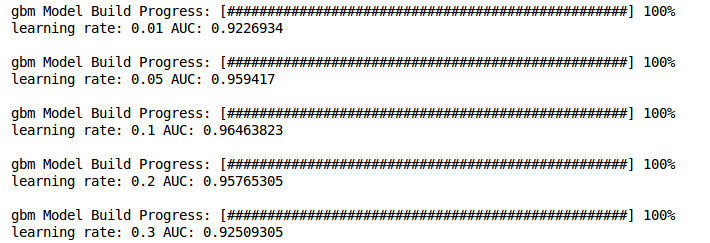 gbm Model Build Progress: [##################################################] 100%
learning rate: 0.01 AUC: 0.9226934
gbm Model Build Progress: [##################################################] 100%
learning rate: 0.05 AUC: 0.959417
gbm Model Build Progress: [##################################################] 100%
learning rate: 0.1 AUC: 0.96463823
gbm Model Build Progress: [##################################################] 100%
learning rate: 0.2 AUC: 0.95765305
gbm Model Build Progress: [##################################################] 100%
learning rate: 0.3 AUC: 0.92509305